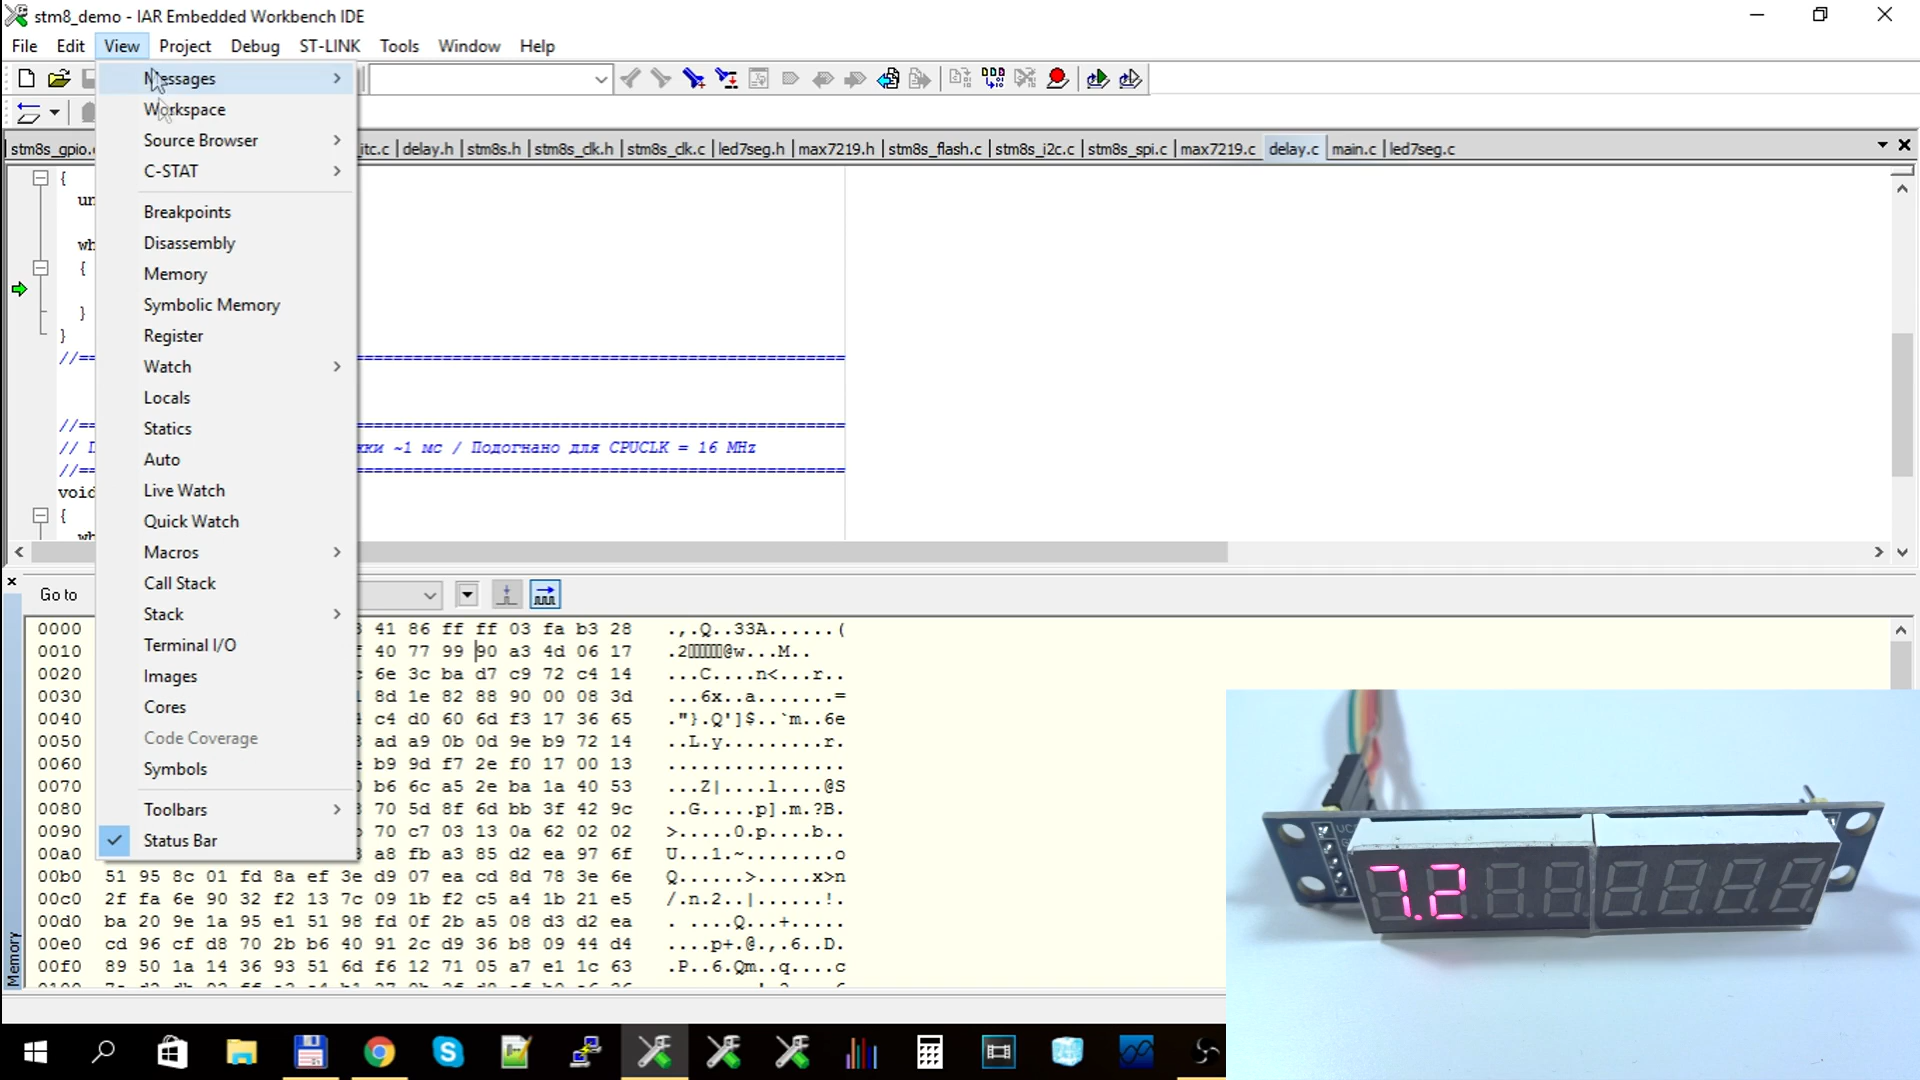 stm8_demo - IAR Embedded Workbench IDE
File Edit View Project Debug ST-LINK Tools Window Help
Messages
Workspace
Source Browser
C-STAT
Breakpoints
Disassembly
Memory
Symbolic Memory
Register
Watch
Locals
Statics
Auto
Live Watch
Quick Watch
Macros
Call Stack
Stack
Terminal I/O
Images
Cores
Code Coverage
Symbols
Toolbars
Status Bar
stm8s_gpio. itc.c delay.h stm8s.h stm8s_clk.h stm8s_clk.c led7seg.h max7219.h stm8s_flash.c stm8s_i2c.c stm8s_spi.c max7219.c delay.c main.c led7seg.c
{
un
wh
{
}
}
//== =====================================================
//== =====================================================
// ~1 мс / Подогнано для CPUCLK = 16 MHz
//== =====================================================
void
{
wh
Go to
0000 41 86 ff ff 03 fa b3 28 .,.Q..33A......(
0010 40 77 99 90 a3 4d 06 17 .2▯▯▯▯▯▯@w...M..
0020 6e 3c ba d7 c9 72 c4 14 ...C....n<...r..
0030 8d 1e 82 88 90 00 08 3d ...6x..a.......=
0040 c4 d0 60 6d f3 17 36 65 ."}.Q']$..`m..6e
0050 ad a9 0b 0d 9e b9 72 14 ..L.y.........r.
0060 b9 9d f7 2e f0 17 00 13 ................
0070 b6 6c a5 2e ba 1a 40 53 ...Z|....l....@S
0080 70 5d 8f 6d bb 3f 42 9c ..G.....p].m.?B.
0090 70 c7 03 13 0a 62 02 02 >.....0.p....b..
00a0 a8 fb a3 85 d2 ea 97 6f U...1.~........o
00b0 51 95 8c 01 fd 8a ef 3e d9 07 ea cd 8d 78 3e 6e Q......>.....x>n
00c0 2f fa 6e 90 32 f2 13 7c 09 1b f2 c5 a4 1b 21 e5 /.n.2..|......!.
00d0 ba 20 9e 1a 95 e1 51 98 fd 0f 2b a5 08 d3 d2 ea . ....Q...+.....
00e0 cd 96 cf d8 70 2b b6 40 91 2c d9 36 b8 09 44 d4 ....p+.@.,.6..D.
00f0 89 50 1a 14 36 93 51 6d f6 12 71 05 a7 e1 1c 63 .P..6.Qm..q....c
Memory
7.2